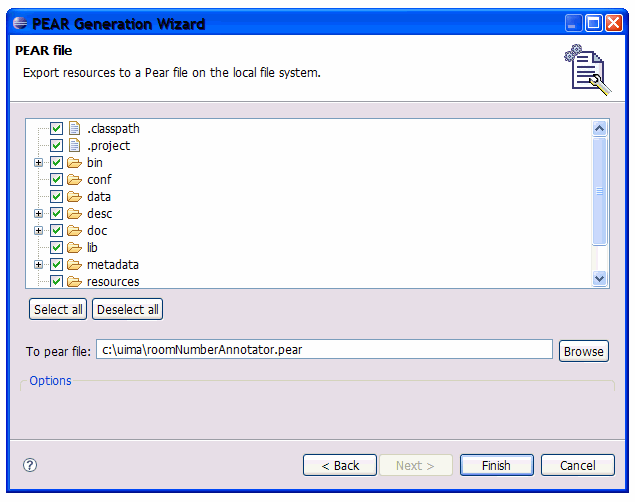 PEAR Generation Wizard
PEAR file
Export resources to a Pear file on the local file system.
.classpath
.project
bin
conf
data
desc
doc
lib
metadata
resources
Select all Deselect all
To pear file: c:\uima\roomNumberAnnotator.pear Browse
Options
? < Back Next > Finish Cancel